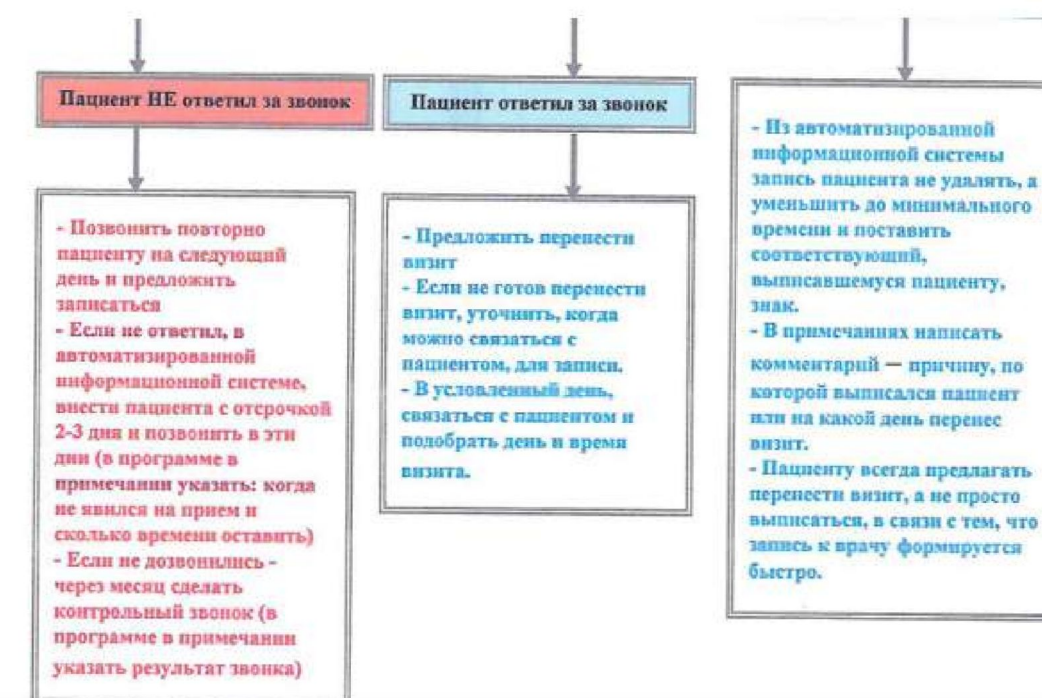 Пациент НЕ ответил за звонок
- Позвонить повторно
пациенту на следующий
день и предложить
записаться
- Если не ответил, в
автоматизированной
информационной системе,
внести пациента с отсрочкой
2-3 дня и позвонить в эти
дни (в программе в
примечании указать: когда
не явился на прием и
сколько времени оставить)
- Если не дозвонились -
через месяц сделать
контрольный звонок (в
программе в примечании
указать результат звонка)
Пациент ответил за звонок
- Предложить перенести
визит
- Если не готов перенести
визит, уточнить, когда
можно связаться с
пациентом, для записи.
- В условленный день,
связаться с пациентом и
подобрать день и время
визита.
- Из автоматизированной
информационной системы
запись пациента не удалять, а
уменьшить до минимального
времени и поставить
соответствующий,
выписавшемуся пациенту,
знак.
- В примечаниях написать
комментарий — причину, по
которой выписался пациент
или на какой день перенес
визит.
- Пациенту всегда предлагать
перенести визит, а не просто
выписаться, в связи с тем, что
запись к врачу формируется
быстро.